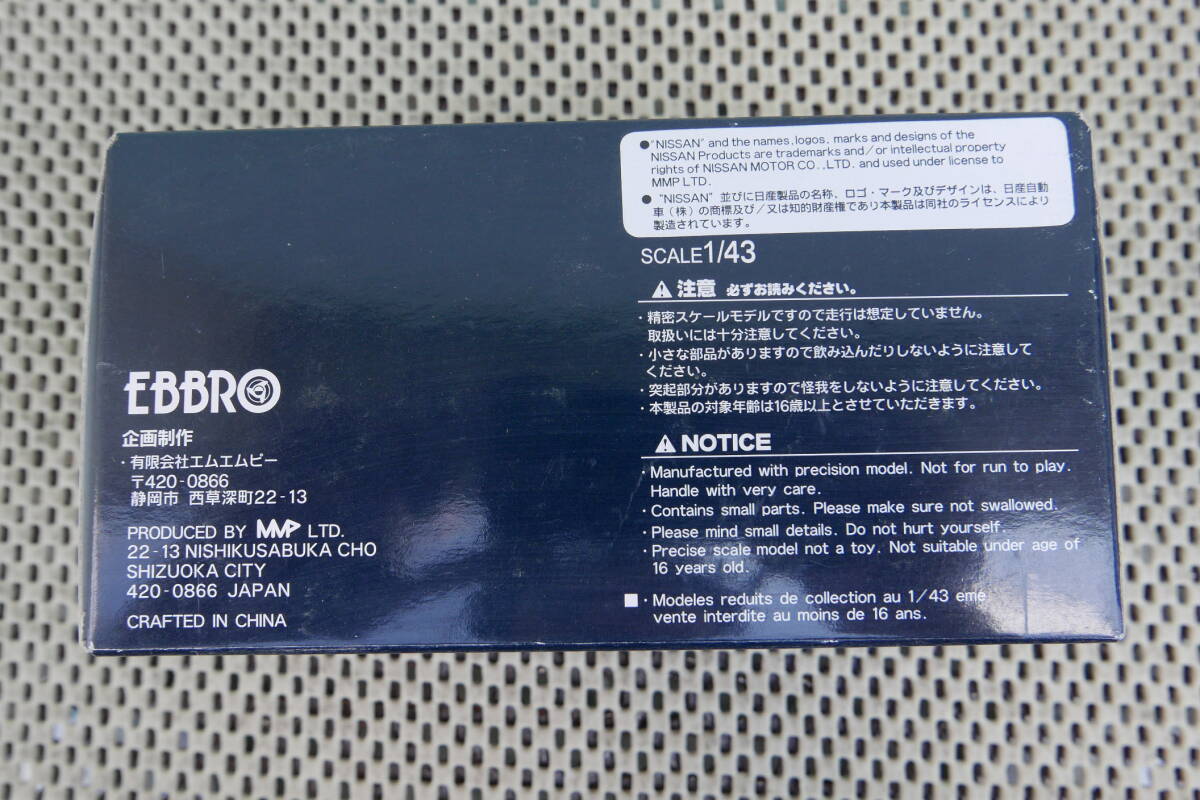 ●"NISSAN" and the names, logos, marks and designs of the
NISSAN Products are trademarks and/or intellectual property
rights of NISSAN MOTOR CO.,LTD. and used under license to
MMP LTD.
● "NISSAN" 並びに日産製品の名称、ロゴ・マーク及びデザインは、日産自動
車(株)の商標及び/又は知的財産権であり本製品は同社のライセンスにより
製造されています。
SCALE 1/43
注意 必ずお読みください。
・精密スケールモデルですので走行は想定していません。
取扱いには十分注意してください。
・小さな部品がありますので飲み込んだりしないように注意して
ください。
・突起部分がありますので怪我をしないように注意してください。
・本製品の対象年齢は16歳以上とさせていただきます。
NOTICE
・Manufactured with precision model. Not for run to play.
Handle with very care.
・Contains small parts. Please make sure not swallowed.
・Please mind small details. Do not hurt yourself.
・Precise scale model not a toy. Not suitable under age of
16 years old.
■・Modeles reduits de collection au 1/43 eme
vente interdite au moins de 16 ans.
EBBRO
企画制作
・有限会社エムエムピー
〒420-0866
静岡市 西草深町22-13
PRODUCED BY MMP LTD.
22-13 NISHIKUSABUKA CHO
SHIZUOKA CITY
420-0866 JAPAN
CRAFTED IN CHINA